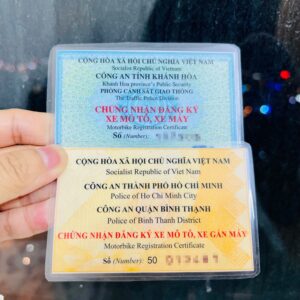 CỘNG HÒA XÃ HỘI CHỦ NGHĨA VIỆT NAM
Socialist Republic of Vietnam
CÔNG AN TỈNH KHÁNH HÒA
Khanh Hoa province's Public Security
PHÒNG CẢNH SÁT GIAO THÔNG
The Traffic Police Division
CHỨNG NHẬN ĐĂNG KÝ
XE MÔ TÔ, XE MÁY
Motorbike Registration Certificate
Số (Number):
CỘNG HÒA XÃ HỘI CHỦ NGHĨA VIỆT NAM
Socialist Republic of Viet Nam
CÔNG AN THÀNH PHỐ HỒ CHÍ MINH
Police of Ho Chi Minh City
CÔNG AN QUẬN BÌNH THẠNH
Police of Binh Thanh District
CHỨNG NHẬN ĐĂNG KÝ XE MÔ TÔ, XE GẮN MÁY
Motorbike Registration Certificate
Số (Number): 50